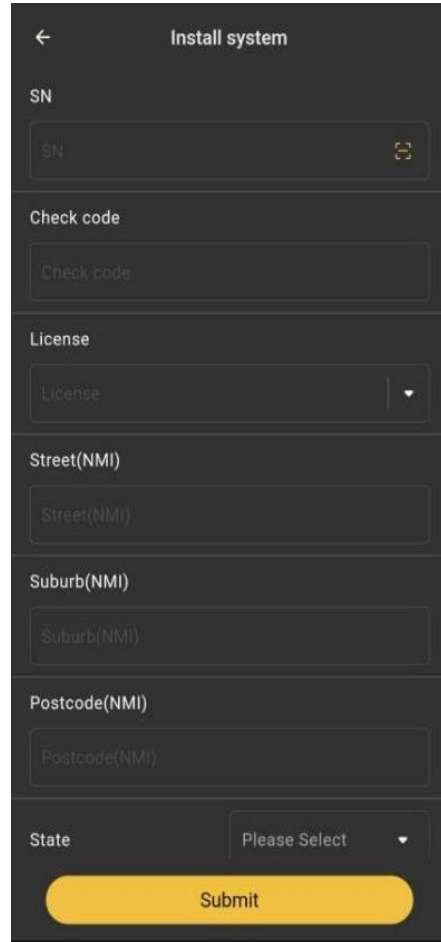 Install system
SN
SN
Check code
Check code
License
License
Street(NMI)
Street(NMI)
Suburb(NMI)
Suburb(NMI)
Postcode(NMI)
Postcode(NMI)
State
Please Select
Submit